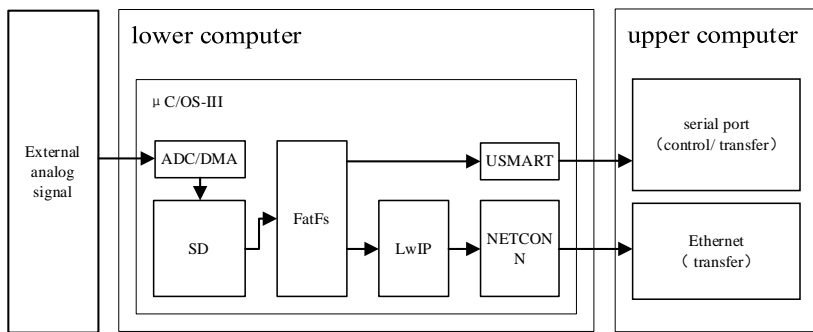 lower computer
upper computer
μC/OS-III
External
analog
signal
ADC/DMA
SD
FatFs
USMART
LwIP
NETCON
N
serial port
（control/ transfer）
Ethernet
（ transfer）